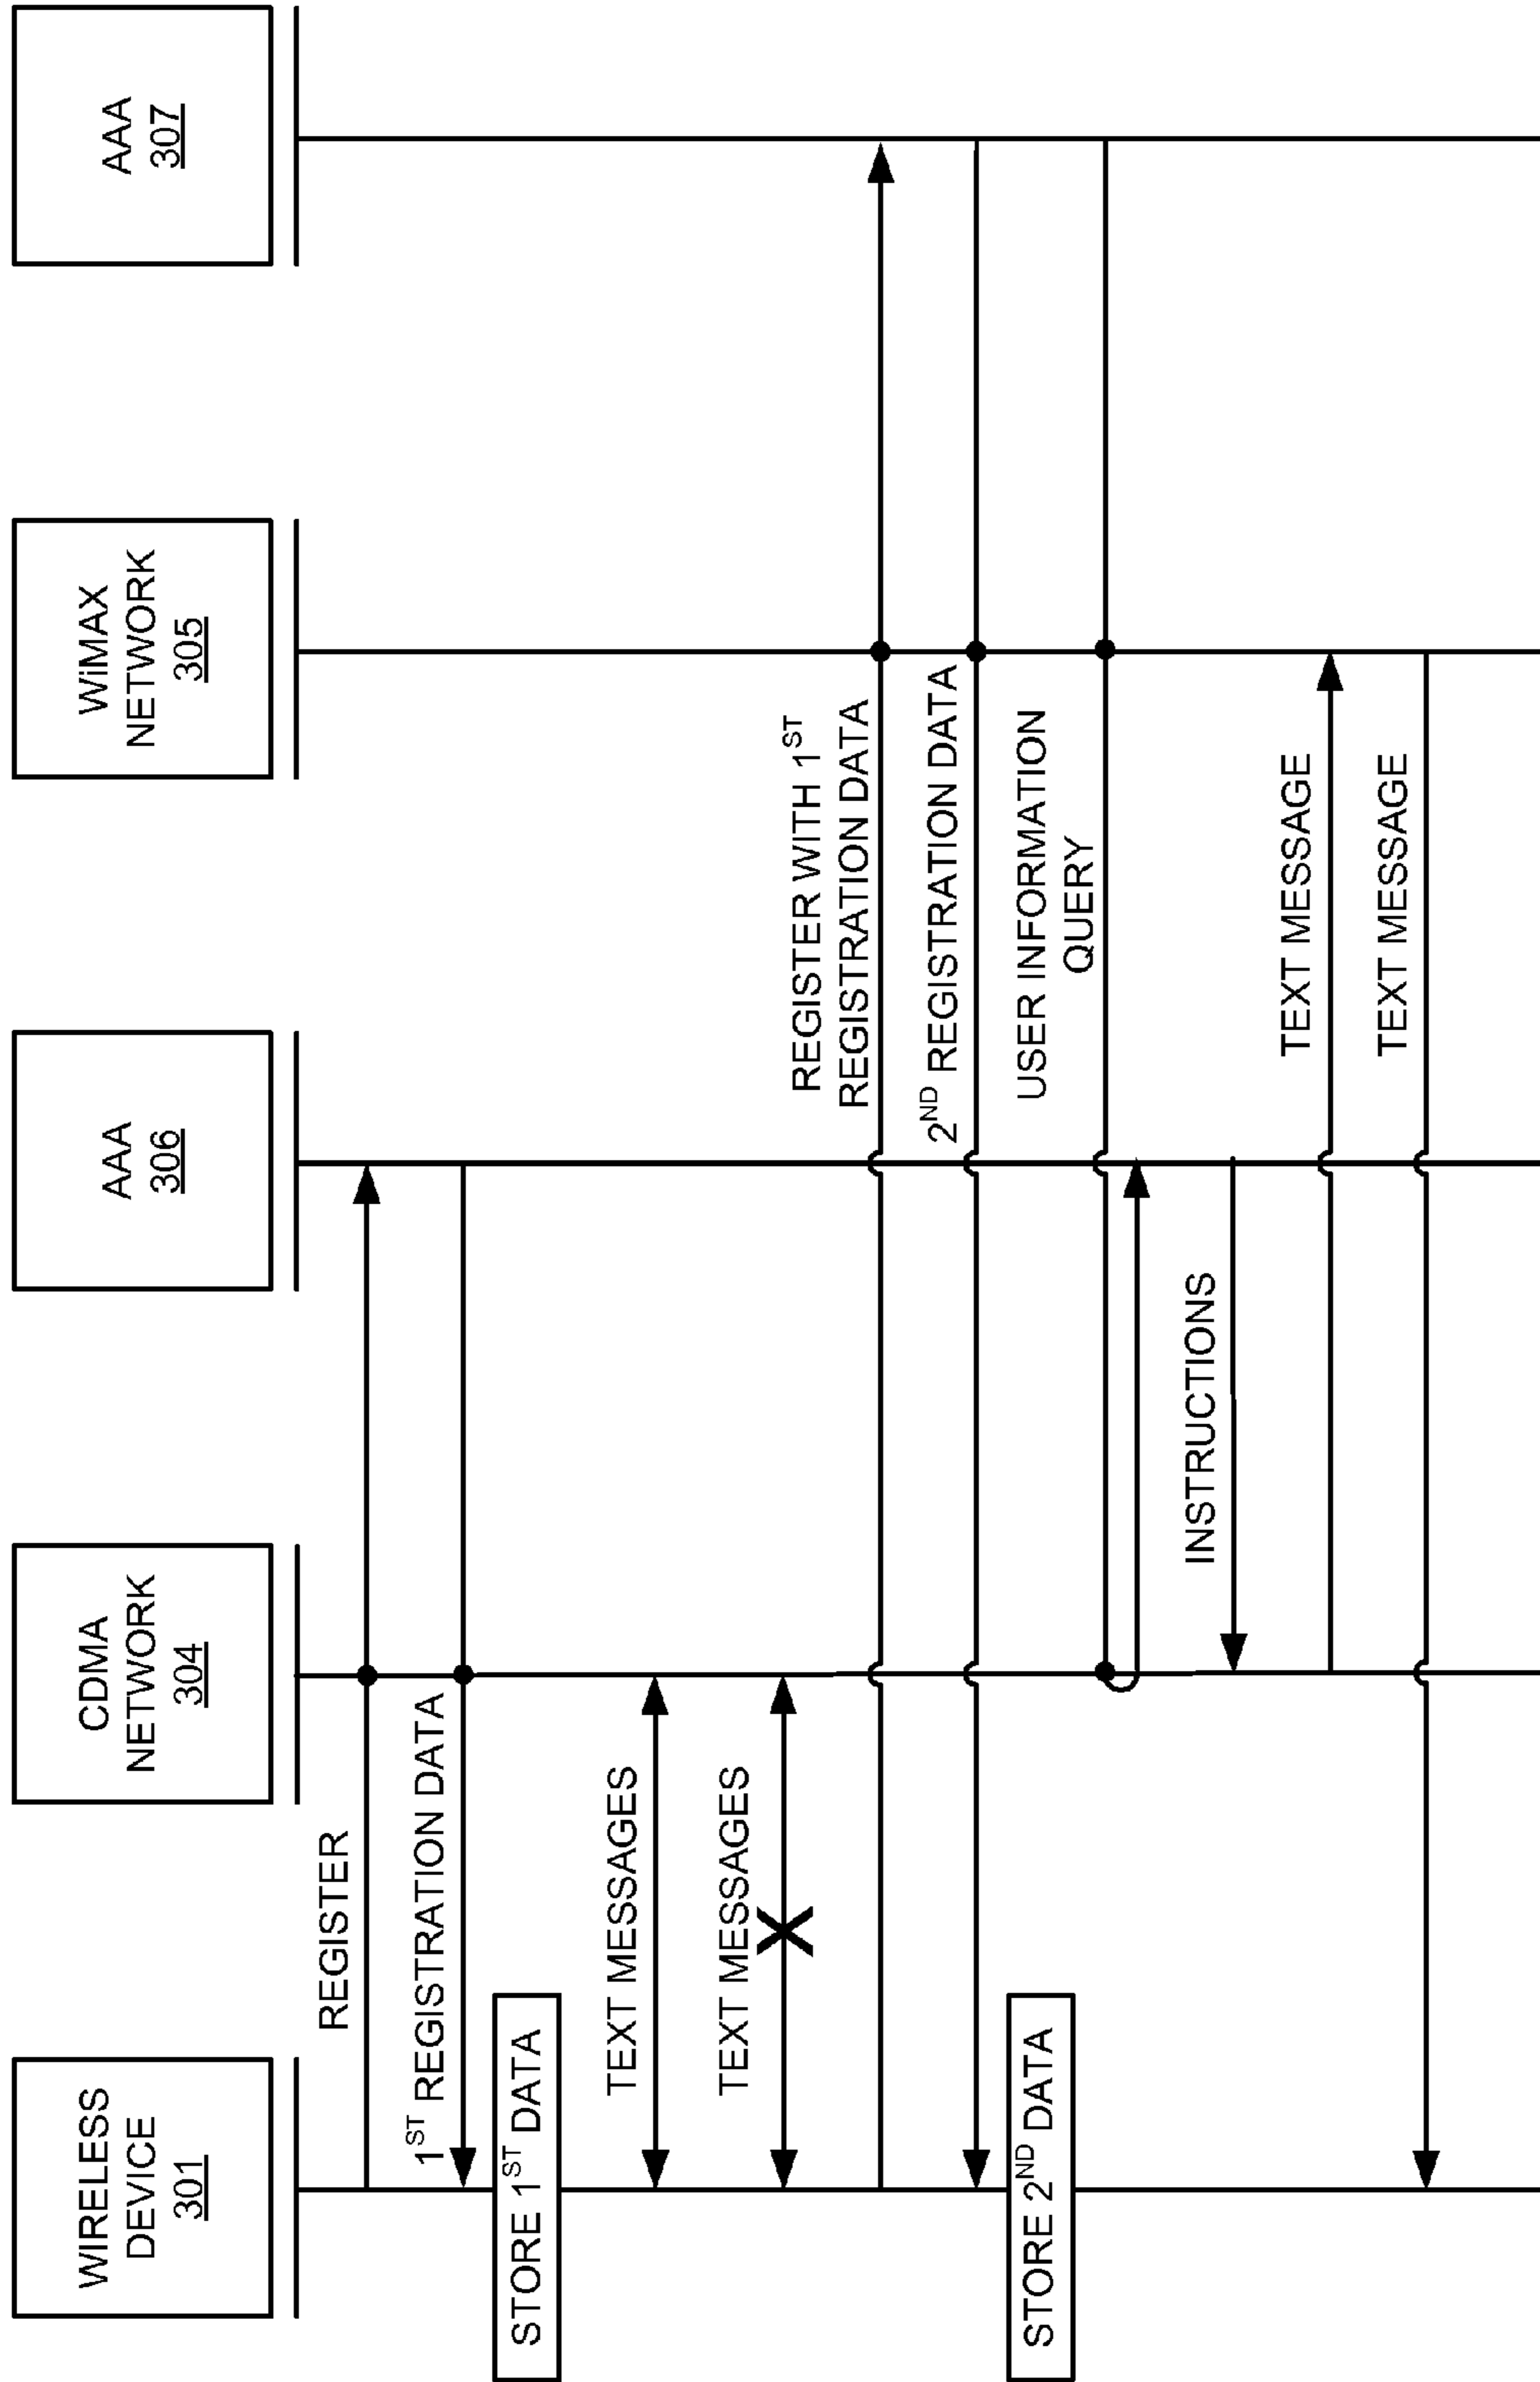 WIRELESS
DEVICE
301
CDMA
NETWORK
304
AAA
306
WiMAX
NETWORK
305
AAA
307
REGISTER
1ST REGISTRATION DATA
STORE 1ST DATA
TEXT MESSAGES
TEXT MESSAGES
REGISTER WITH 1ST
REGISTRATION DATA
2ND REGISTRATION DATA
STORE 2ND DATA
USER INFORMATION
QUERY
INSTRUCTIONS
TEXT MESSAGE
TEXT MESSAGE